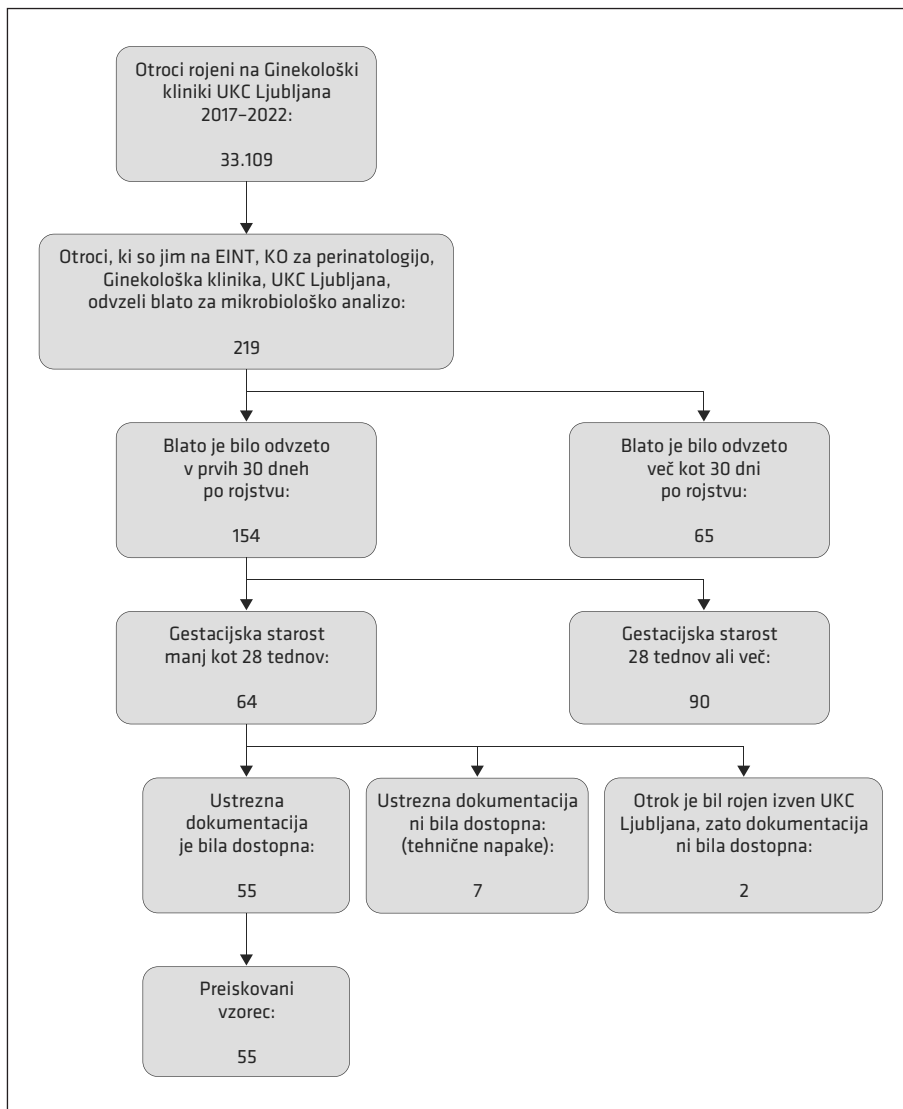 Otroci rojeni na Ginekološki
kliniki UKC Ljubljana
2017–2022:
33.109
Otroci, ki so jim na EINT, KO za perinatologijo,
Ginekološka klinika, UKC Ljubljana,
odvzeli blato za mikrobiološko analizo:
219
Blato je bilo odvzeto
v prvih 30 dneh
po rojstvu:
154
Blato je bilo odvzeto
več kot 30 dni
po rojstvu:
65
Gestacijska starost
manj kot 28 tednov:
64
Gestacijska starost
28 tednov ali več:
90
Ustrezna
dokumentacija
je bila dostopna:
55
Ustrezna dokumentacija
ni bila dostopna:
(tehnične napake):
7
Otrok je bil rojen izven UKC
Ljubljana, zato dokumentacija
ni bila dostopna:
2
Preiskovani
vzorec:
55